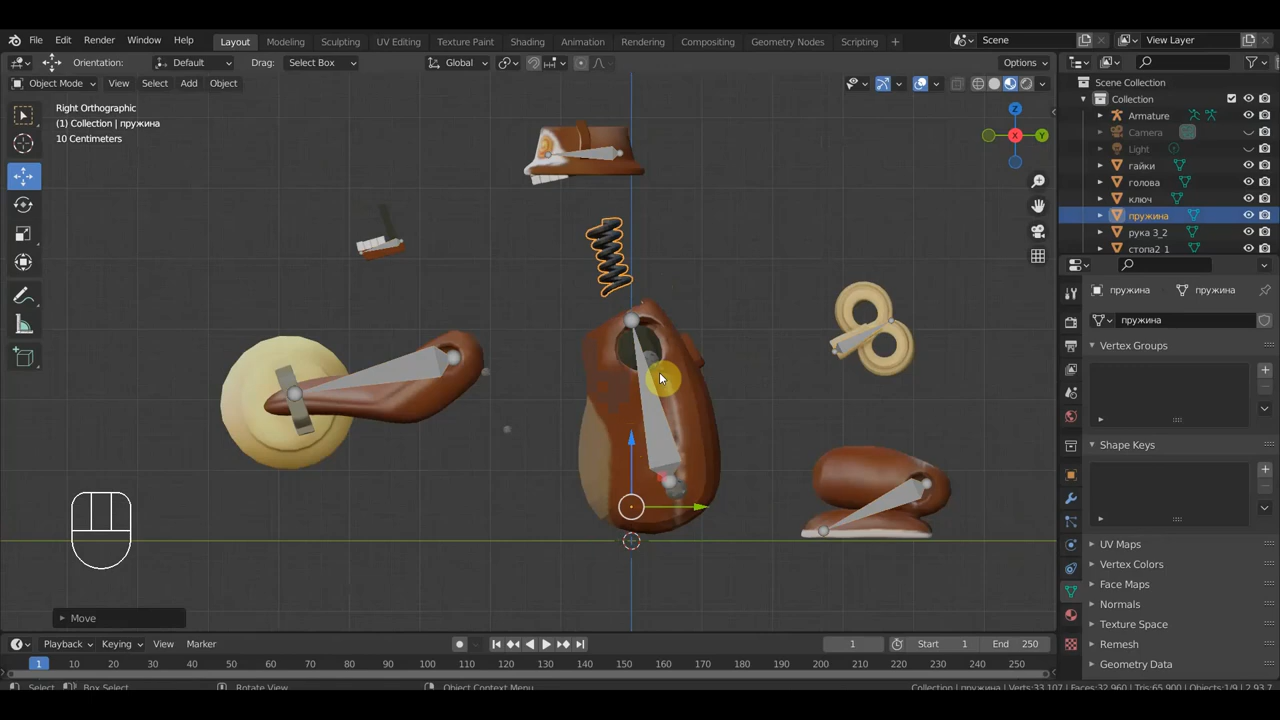 File Edit Render Window Help Layout Modeling Sculpting UV Editing Texture Paint Shading Animation Rendering Compositing Geometry Nodes Scripting + Scene View Layer
Orientation: Default Drag: Select Box Global Options
Object Mode View Select Add Object
Right Orthographic
(1) Collection | пружина
10 Centimeters
Z
X
Y
Move
Scene Collection
Collection
Armature
Camera
Light
гайки
голова
ключ
пружина
рука 3_2
стопа2 1
пружина пружина
пружина
Vertex Groups
Shape Keys
UV Maps
Vertex Colors
Face Maps
Normals
Texture Space
Remesh
Geometry Data
Playback Keying View Marker 1 Start 1 End 250
1 10 20 30 40 50 60 70 80 90 100 110 120 130 140 150 160 170 180 190 200 210 220 230 240 250
Select Box Select Rotate View Object Context Menu Collection | пружина | Verts:33,107 | Faces:32,960 | Tris:65,900 | Objects:1/9 | 2.93.7